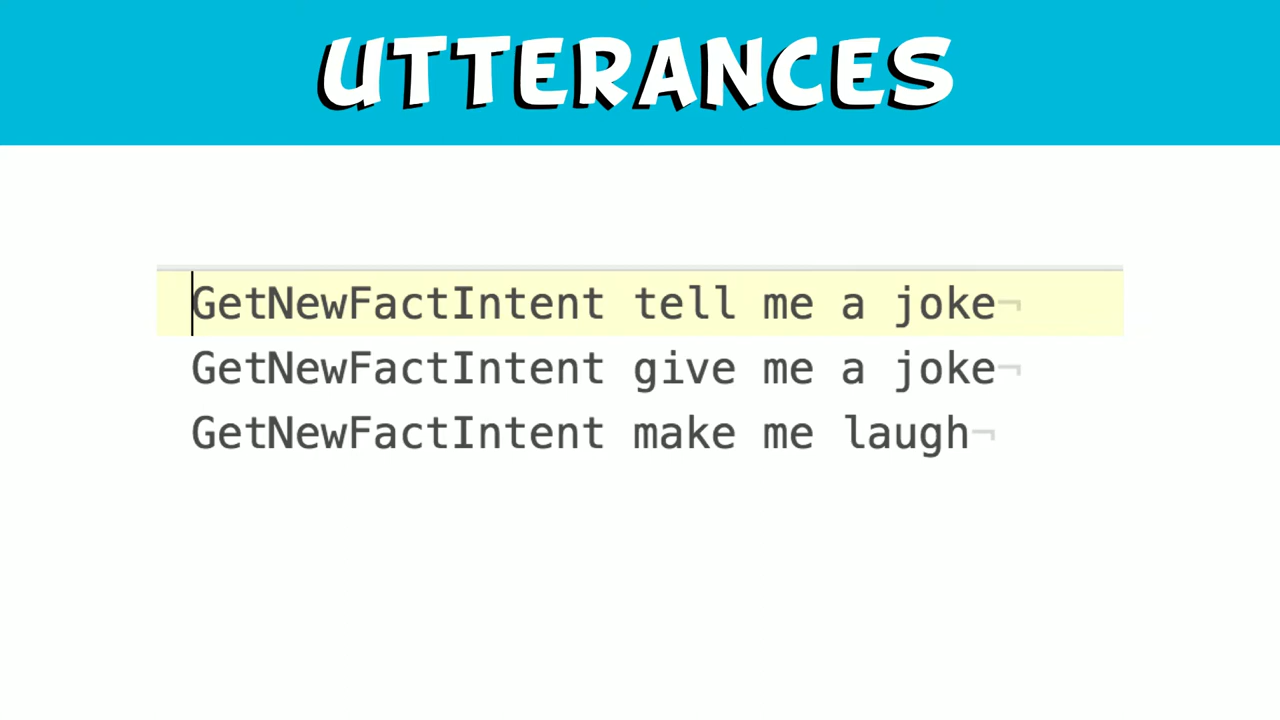 UTTERANCES
GetNewFactIntent tell me a joke¬
GetNewFactIntent give me a joke¬
GetNewFactIntent make me laugh¬